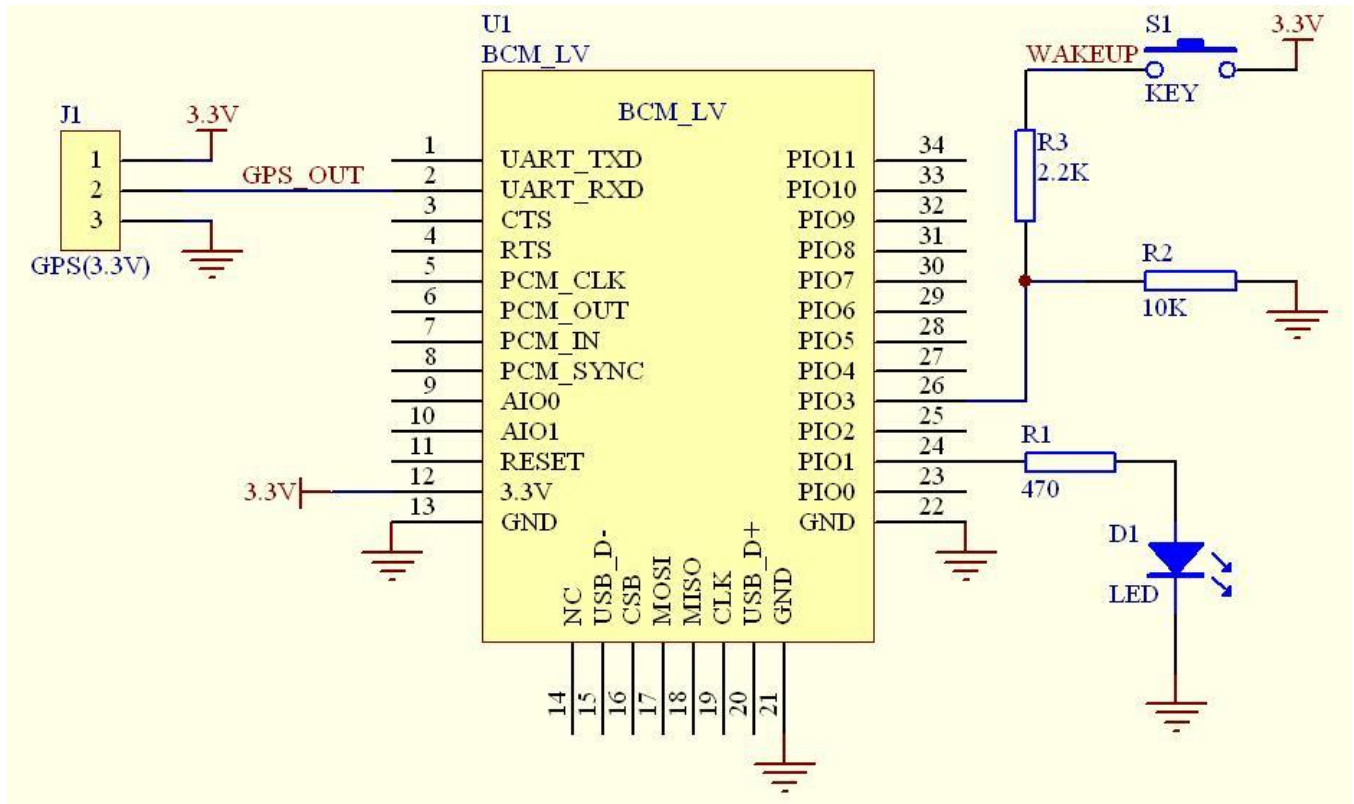 U1
BCM_LV
BCM_LV
J1
1
2
3
GPS(3.3V)
3.3V
GPS_OUT
1 UART_TXD
2 UART_RXD
3 CTS
4 RTS
5 PCM_CLK
6 PCM_OUT
7 PCM_IN
8 PCM_SYNC
9 AIO0
10 AIO1
11 RESET
3.3V 12 3.3V
13 GND
NC 14
USB_D- 15
CSB 16
MOSI 17
MISO 18
CLK 19
USB_D+ 20
GND 21
PIO11 34
PIO10 33
PIO9 32
PIO8 31
PIO7 30
PIO6 29
PIO5 28
PIO4 27
PIO3 26
PIO2 25
PIO1 24
PIO0 23
GND 22
S1
3.3V
WAKEUP
KEY
R3
2.2K
R2
10K
R1
470
D1
LED